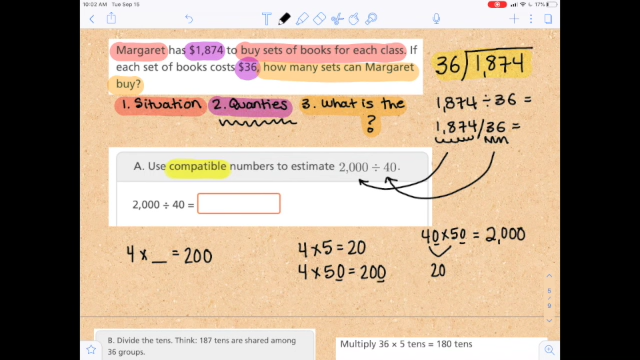 10:02 AM Tue Sep 15
17%
Margaret has $1,874 to buy sets of books for each class. If
each set of books costs $36, how many sets can Margaret
buy?
1. Situation 2. Quanties 3. What is the
?
36 1,874
1,874 ÷ 36 =
1,874 / 36 =
A. Use compatible numbers to estimate 2,000 ÷ 40.
2,000 ÷ 40 =
4 × _ = 200
4 × 5 = 20
4 × 50 = 200
40 × 50 = 2,000
20
B. Divide the tens. Think: 187 tens are shared among
36 groups.
Multiply 36 × 5 tens = 180 tens